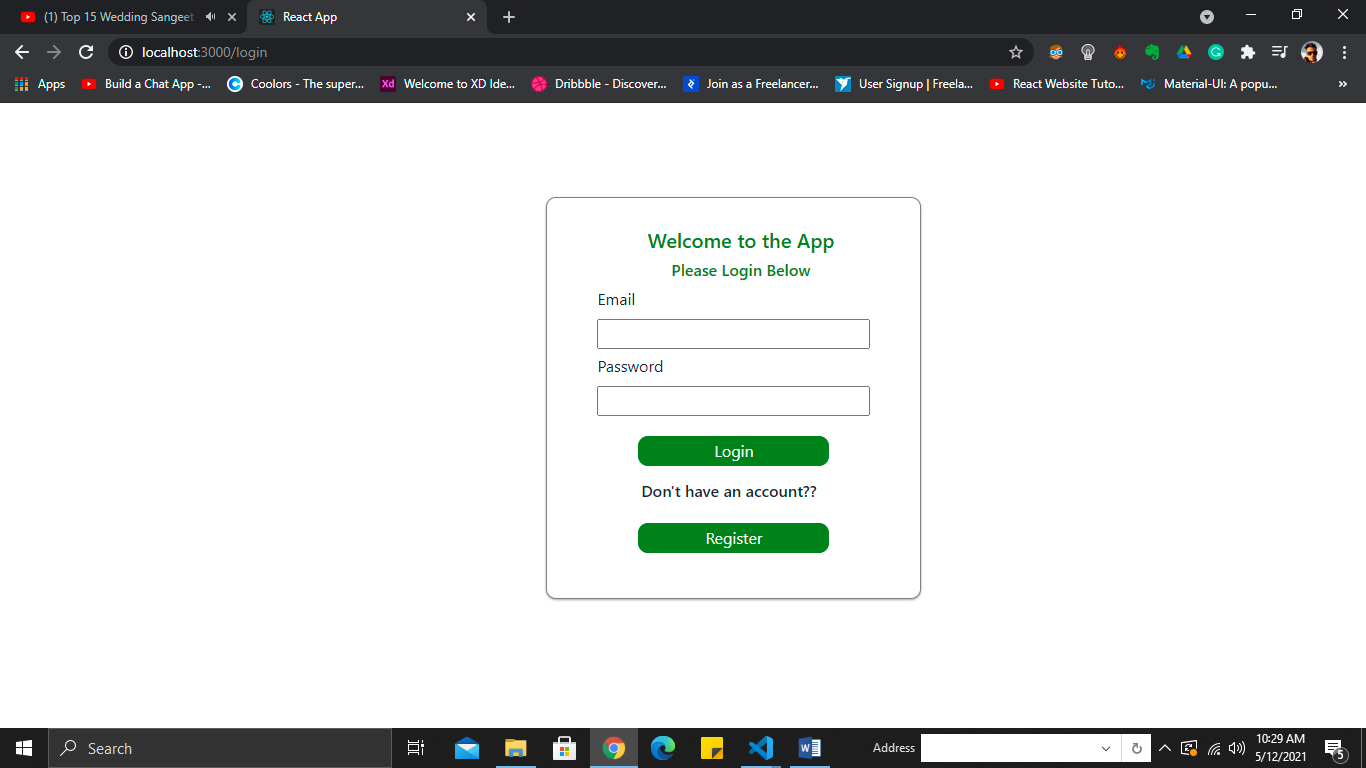 (1) Top 15 Wedding Sangeet
React App
localhost:3000/login
Apps
Build a Chat App -...
Coolors - The super...
Xd
Welcome to XD Ide...
Dribbble - Discover...
Join as a Freelancer...
User Signup | Freela...
React Website Tuto...
Material-UI: A popu...
Welcome to the App
Please Login Below
Email
Password
Login
Don't have an account??
Register
Search
Address
10:29 AM
5/12/2021
5